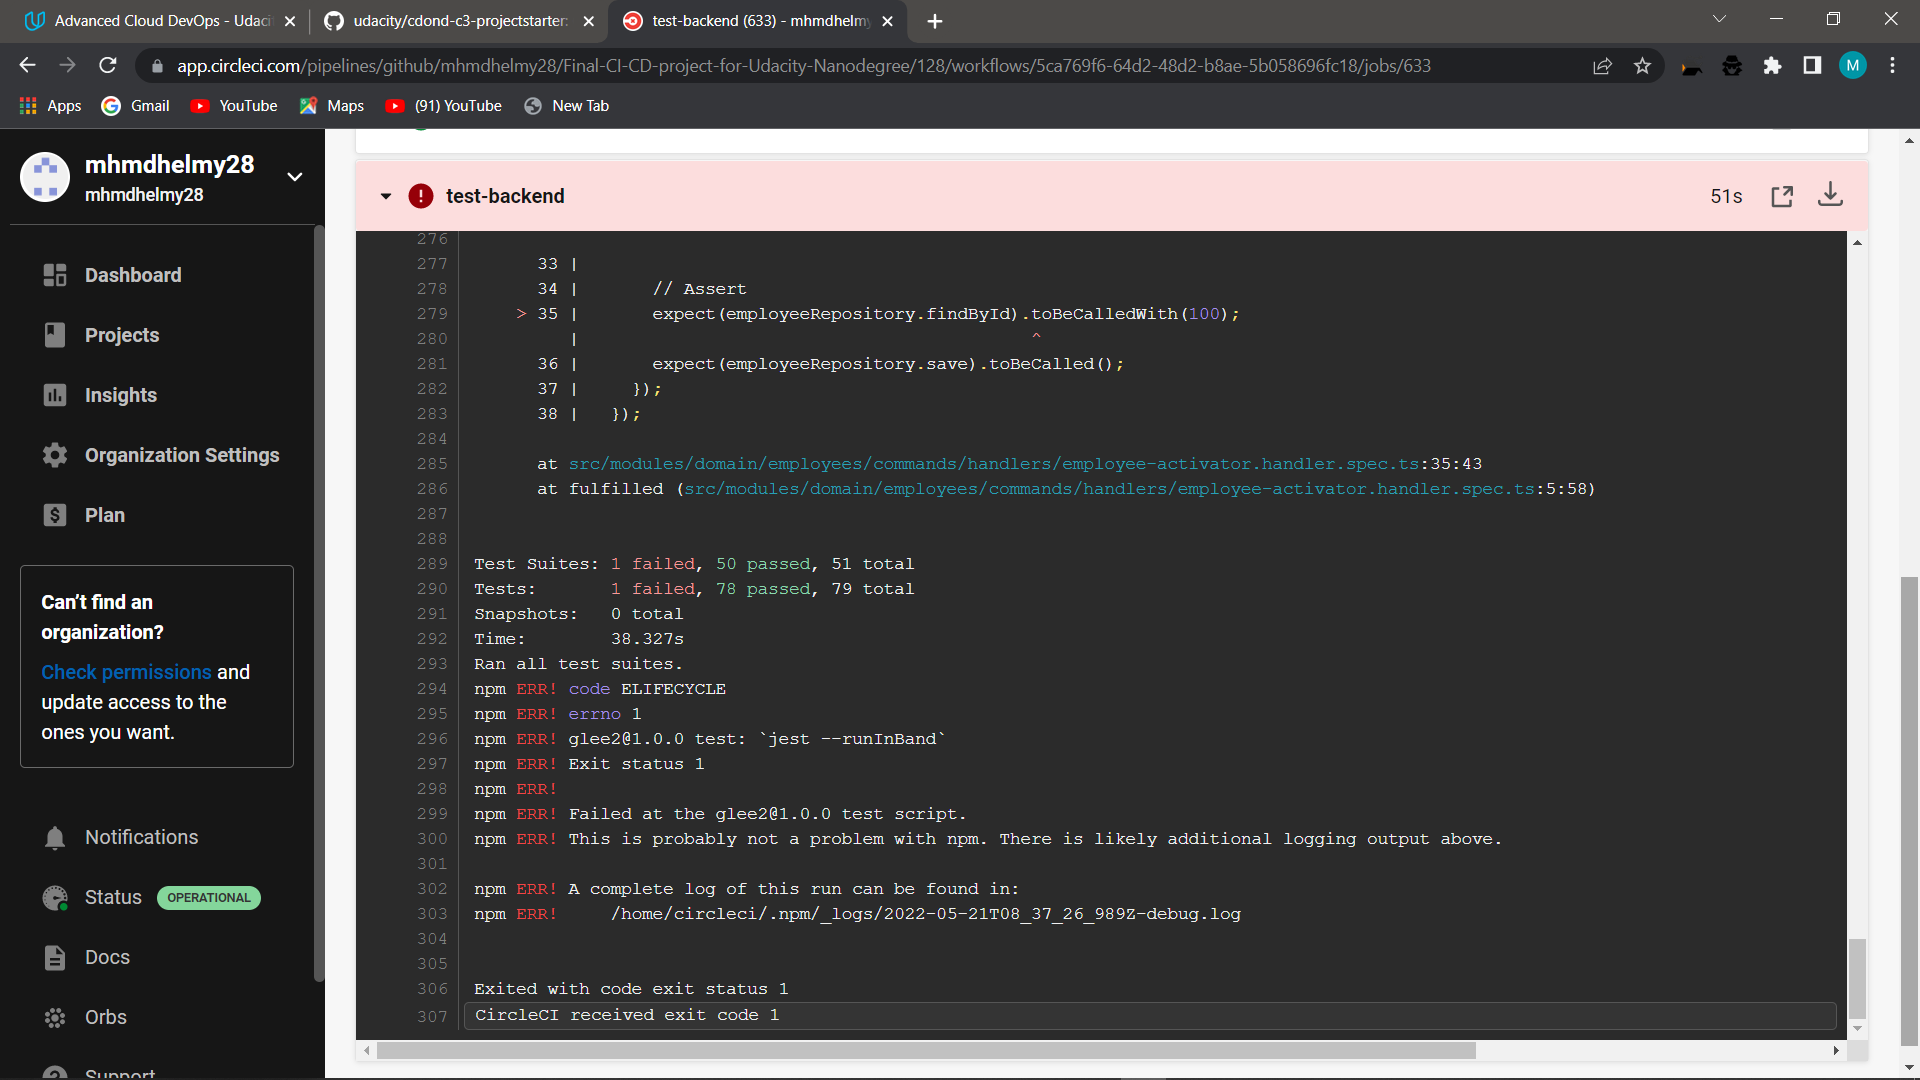 Advanced Cloud DevOps - Udaci
udacity/cdond-c3-projectstarter:
test-backend (633) - mhmdhelmy
app.circleci.com/pipelines/github/mhmdhelmy28/Final-CI-CD-project-for-Udacity-Nanodegree/128/workflows/5ca769f6-64d2-48d2-b8ae-5b058696fc18/jobs/633
M
Apps
Gmail
YouTube
Maps
(91) YouTube
New Tab
mhmdhelmy28
mhmdhelmy28
Dashboard
Projects
Insights
Organization Settings
Plan
Can't find an
organization?
Check permissions and
update access to the
ones you want.
Notifications
Status OPERATIONAL
Docs
Orbs
Support
test-backend
51s
276
277 33 |
278 34 | // Assert
279 > 35 | expect(employeeRepository.findById).toBeCalledWith(100);
280 | ^
281 36 | expect(employeeRepository.save).toBeCalled();
282 37 | });
283 38 | });
284
285 at src/modules/domain/employees/commands/handlers/employee-activator.handler.spec.ts:35:43
286 at fulfilled (src/modules/domain/employees/commands/handlers/employee-activator.handler.spec.ts:5:58)
287
288
289 Test Suites: 1 failed, 50 passed, 51 total
290 Tests: 1 failed, 78 passed, 79 total
291 Snapshots: 0 total
292 Time: 38.327s
293 Ran all test suites.
294 npm ERR! code ELIFECYCLE
295 npm ERR! errno 1
296 npm ERR! glee2@1.0.0 test: `jest --runInBand`
297 npm ERR! Exit status 1
298 npm ERR!
299 npm ERR! Failed at the glee2@1.0.0 test script.
300 npm ERR! This is probably not a problem with npm. There is likely additional logging output above.
301
302 npm ERR! A complete log of this run can be found in:
303 npm ERR! /home/circleci/.npm/_logs/2022-05-21T08_37_26_989Z-debug.log
304
305
306 Exited with code exit status 1
307 CircleCI received exit code 1